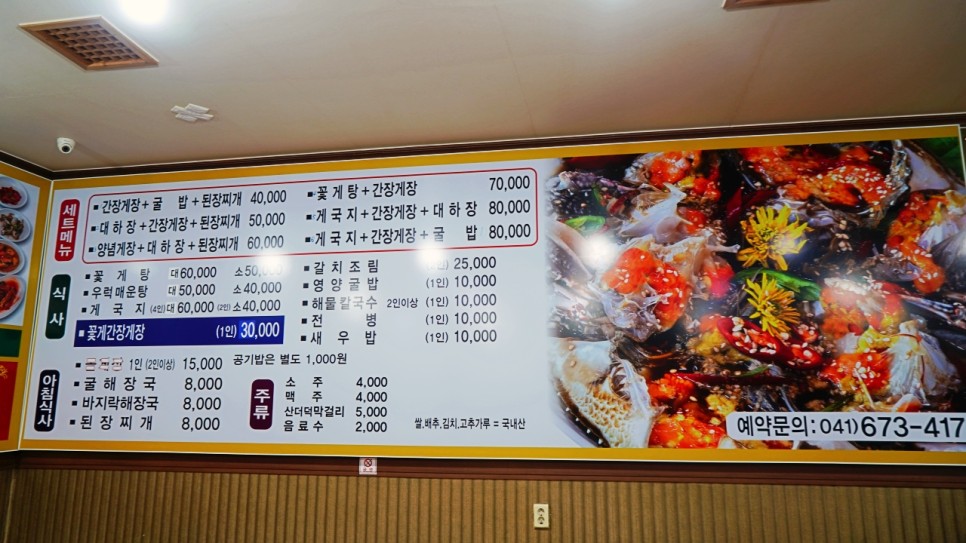 세트메뉴
간장게장+굴 밥+된장찌개 40,000
대하장+간장게장+된장찌개 50,000
양념게장+대하장+된장찌개 60,000
꽃게탕+간장게장 70,000
게국지+간장게장+대하장 80,000
게국지+간장게장+굴 밥 80,000
식사
꽃게탕 대 60,000 소 50,000
우럭매운탕 대 50,000 소 40,000
게국지 (4인) 대 60,000 (2인) 소 40,000
꽃게간장게장 (1인) 30,000
1인 (2인이상) 15,000
공기밥은 별도 1,000원
갈치조림 (1인) 25,000
영양굴밥 (1인) 10,000
해물칼국수 2인이상 (1인) 10,000
전병 (1인) 10,000
새우밥 (1인) 10,000
아침식사
굴해장국 8,000
바지락해장국 8,000
된장찌개 8,000
주류
소주 4,000
맥주 4,000
산더덕막걸리 5,000
음료수 2,000
쌀,배추,김치,고추가루 = 국내산
예약문의: 041)673-417